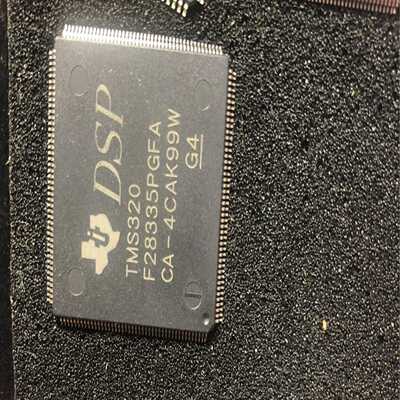 DSP
TMS320
F28335PGFA
CA-4CAK99W
G4